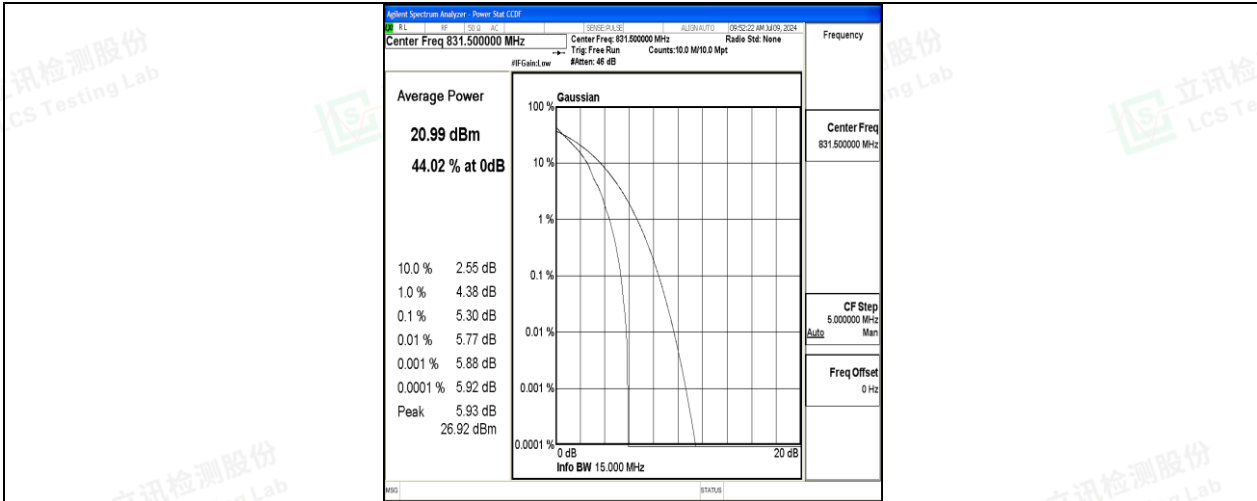 Agilent Spectrum Analyzer - Power Stat CCDF
RL RF 50 Ω AC SENSE:PULSE ALIGN AUTO 09:52:22 AM Jul 09, 2024
Center Freq 831.500000 MHz
Center Freq: 831.500000 MHz
Radio Std: None
Trig: Free Run
Counts:10.0 M/10.0 Mpt
#IFGain:Low
#Atten: 46 dB
Frequency
Average Power
20.99 dBm
44.02 % at 0dB
10.0 % 2.55 dB
1.0 % 4.38 dB
0.1 % 5.30 dB
0.01 % 5.77 dB
0.001 % 5.88 dB
0.0001 % 5.92 dB
Peak 5.93 dB
26.92 dBm
Gaussian
100 %
10 %
1 %
0.1 %
0.01 %
0.001 %
0.0001 %
0 dB 20 dB
Info BW 15.000 MHz
Center Freq
831.500000 MHz
CF Step
5.000000 MHz
Auto Man
Freq Offset
0 Hz
MSG STATUS
立讯检测股份
LCS Testing Lab
立讯检测股份